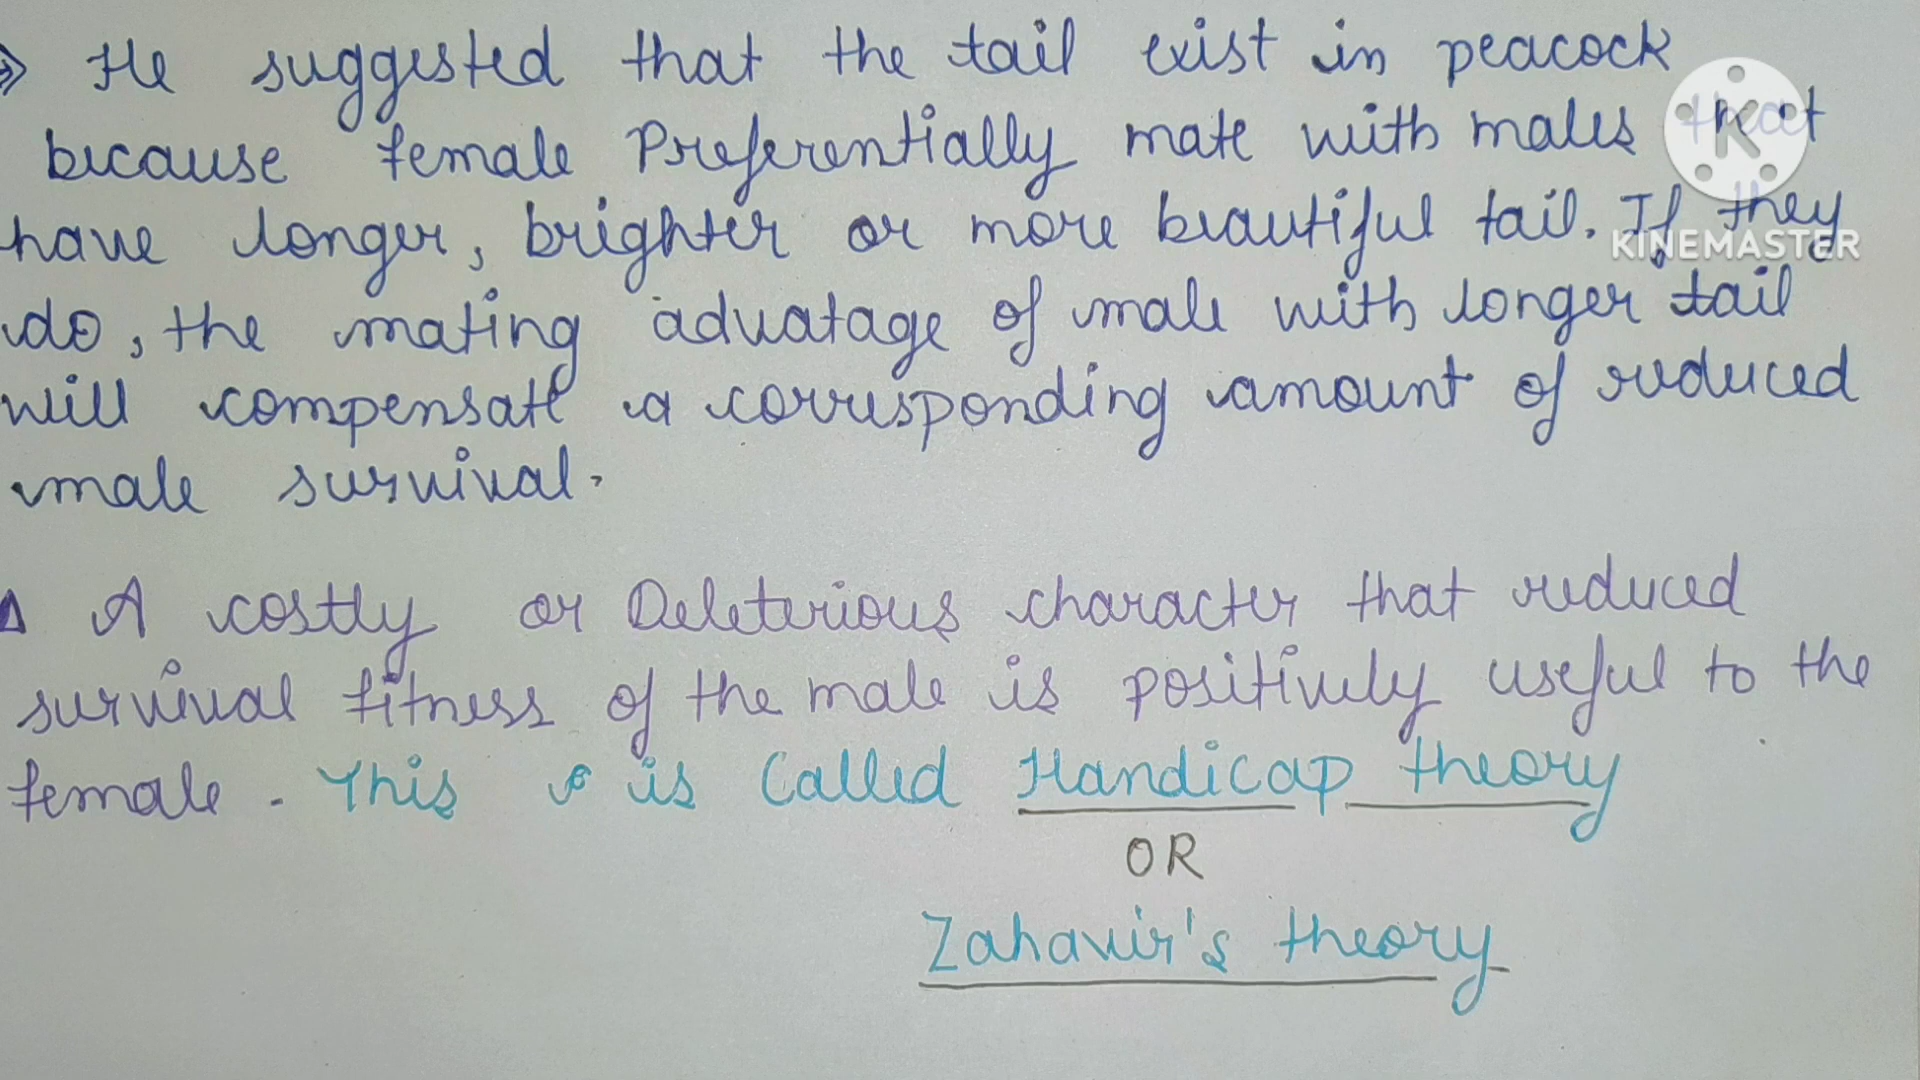 ⇒ He suggested that the tail exist in peacock
because female Preferentially mate with males that
have longer, brighter or more beautiful tail. If they
KINEMASTER
do, the mating advatage of male with longer tail
will compensate a corresponding amount of reduced
male survival.
A costly or Deleterious character that reduced
survival fitness of the male is positively useful to the
female. This is Called Handicap theory
OR
Zahavir's theory